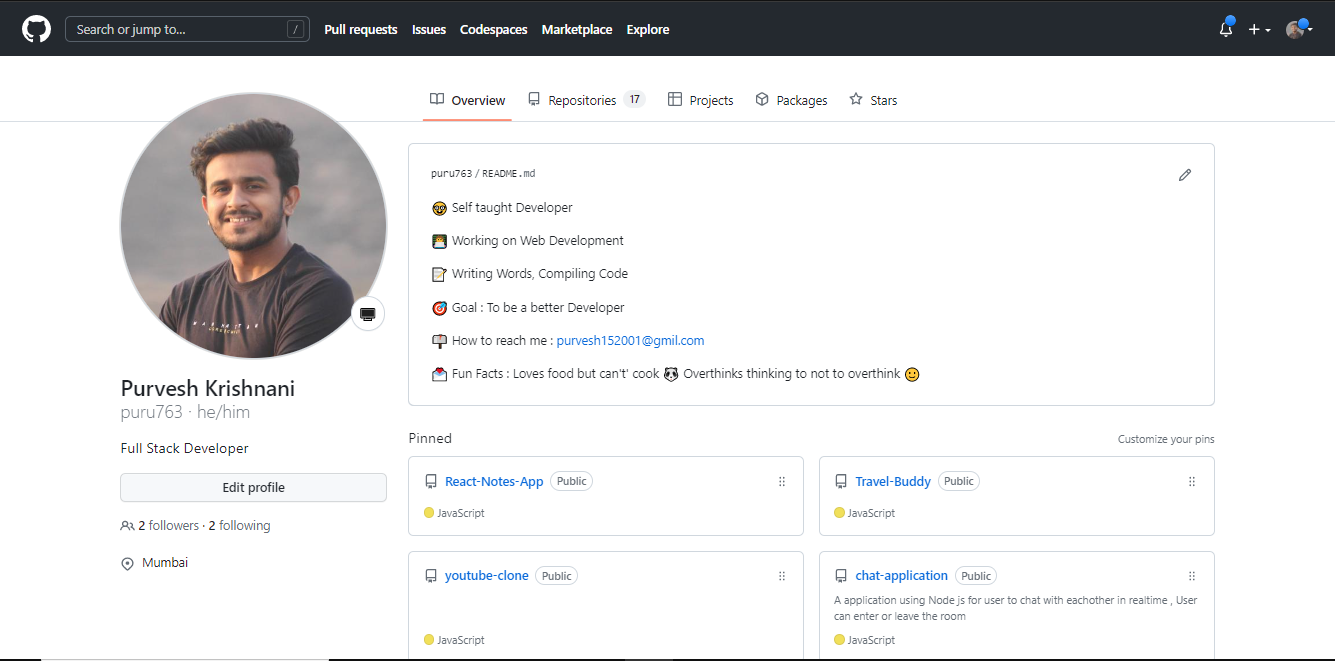 Search or jump to... /
Pull requests
Issues
Codespaces
Marketplace
Explore
Overview
Repositories 17
Projects
Packages
Stars
Purvesh Krishnani
puru763 · he/him
Full Stack Developer
Edit profile
2 followers · 2 following
Mumbai
puru763 / README.md
🤓 Self taught Developer
👨‍💻 Working on Web Development
📝 Writing Words, Compiling Code
🎯 Goal : To be a better Developer
📫 How to reach me : purvesh152001@gmil.com
💌 Fun Facts : Loves food but can't' cook 🐼 Overthinks thinking to not to overthink 🙂
Pinned
Customize your pins
React-Notes-App Public
JavaScript
Travel-Buddy Public
JavaScript
youtube-clone Public
JavaScript
chat-application Public
A application using Node js for user to chat with eachother in realtime , User
can enter or leave the room
JavaScript